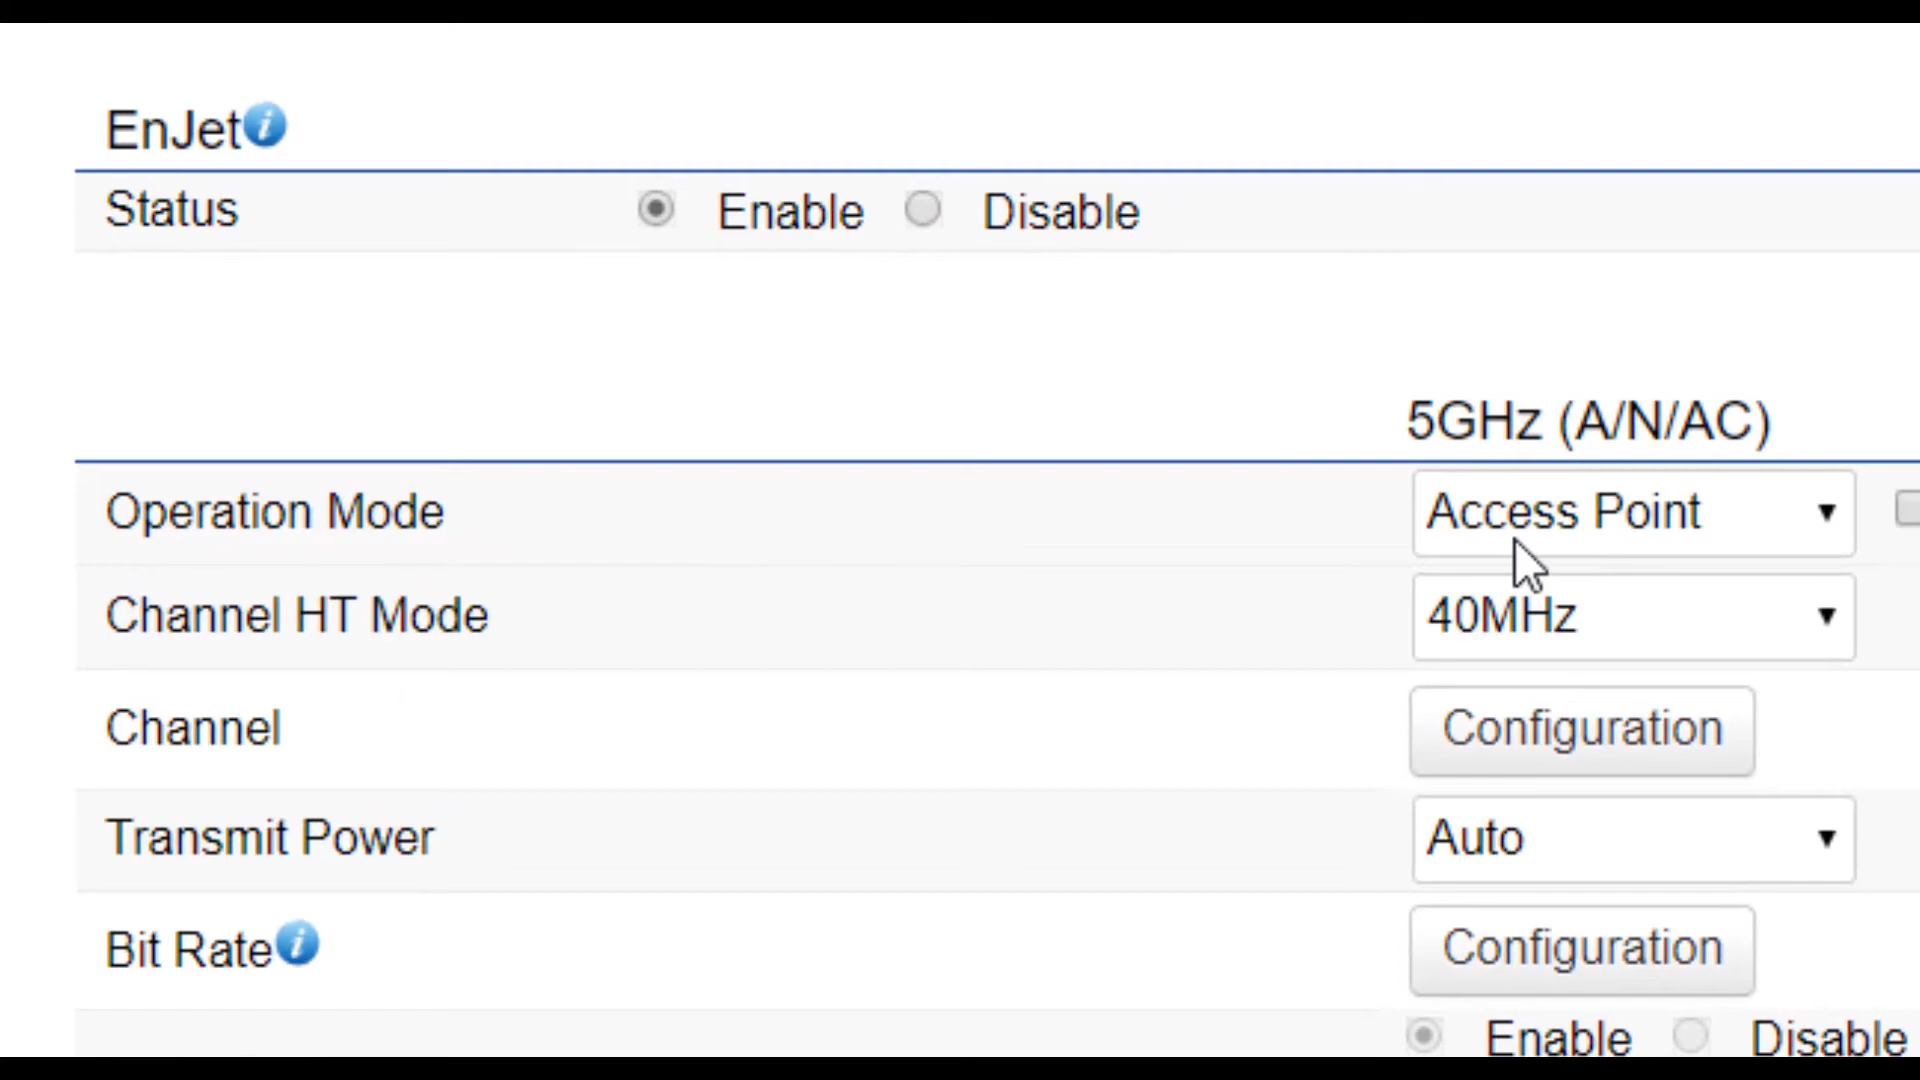 EnJet
Status Enable Disable
5GHz (A/N/AC)
Operation Mode Access Point
Channel HT Mode 40MHz
Channel Configuration
Transmit Power Auto
Bit Rate Configuration
Enable Disable